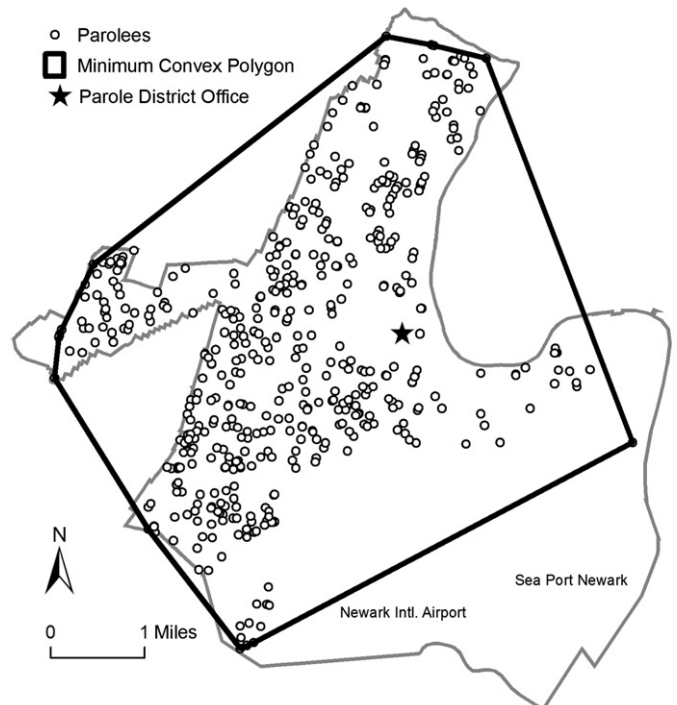 Parolees
Minimum Convex Polygon
Parole District Office
N
0 1 Miles
Sea Port Newark
Newark Intl. Airport